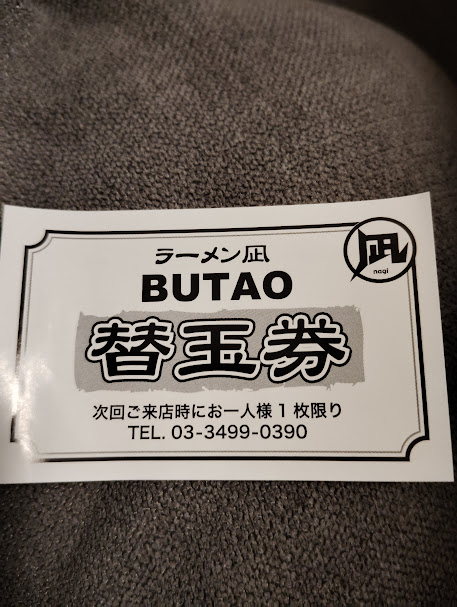 ラーメン凪
凪
nagi
BUTAO
替玉券
次回ご来店時にお一人様1枚限り
TEL. 03-3499-0390